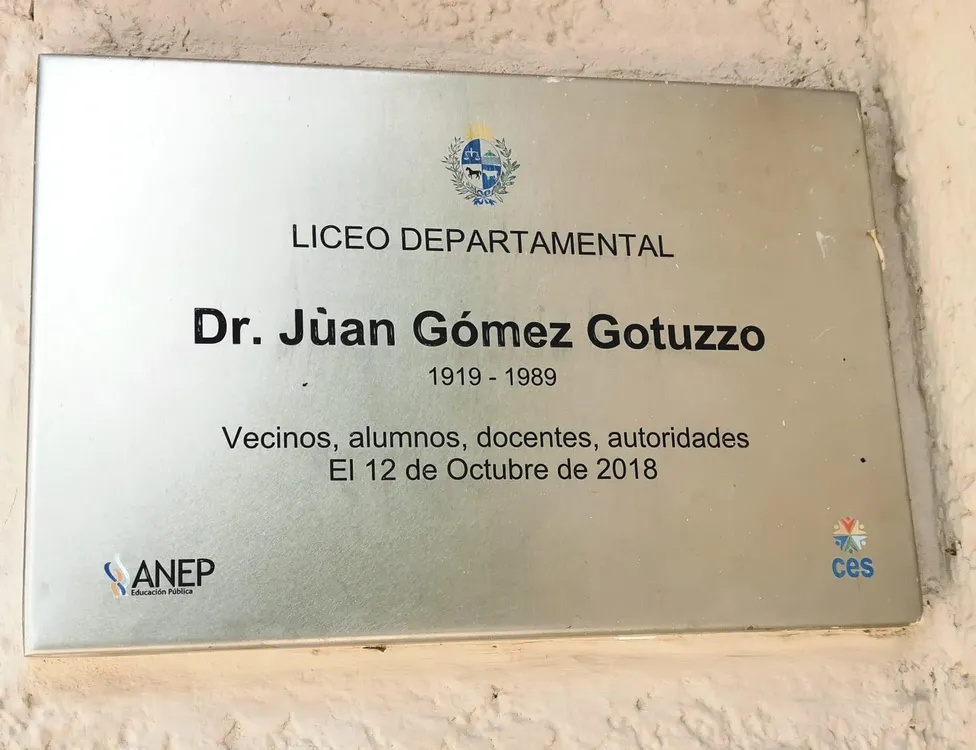 LICEO DEPARTAMENTAL
Dr. Jùan Gómez Gotuzzo
1919 - 1989
Vecinos, alumnos, docentes, autoridades
El 12 de Octubre de 2018
ANEP
Educación Pública
ces